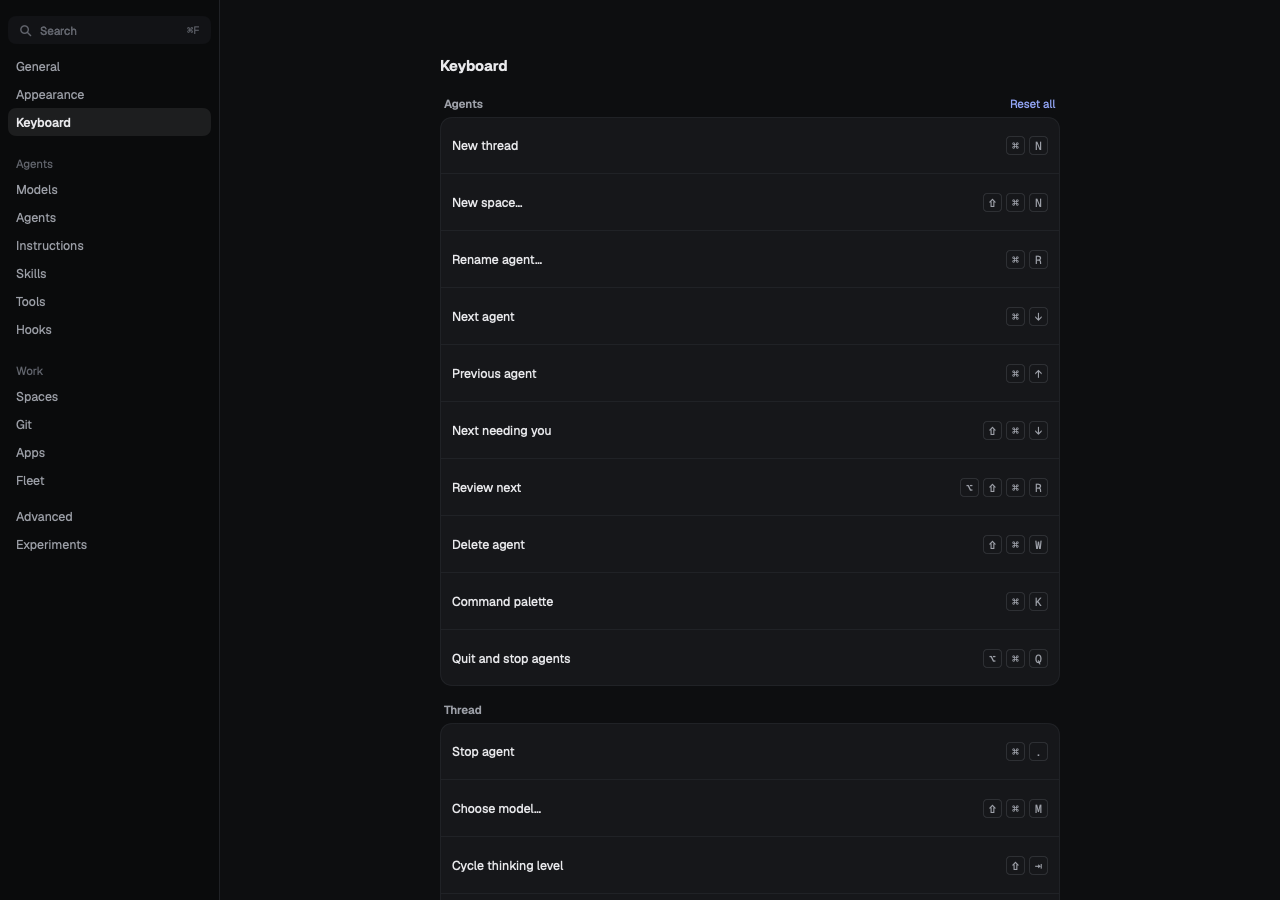 Search ⌘F
General
Appearance
Keyboard
Agents
Models
Agents
Instructions
Skills
Tools
Hooks
Work
Spaces
Git
Apps
Fleet
Advanced
Experiments
Keyboard
Agents Reset all
New thread ⌘ N
New space… ⇧ ⌘ N
Rename agent… ⌘ R
Next agent ⌘ ↓
Previous agent ⌘ ↑
Next needing you ⇧ ⌘ ↓
Review next ⌥ ⇧ ⌘ R
Delete agent ⇧ ⌘ W
Command palette ⌘ K
Quit and stop agents ⌥ ⌘ Q
Thread
Stop agent ⌘ .
Choose model… ⇧ ⌘ M
Cycle thinking level ⇧ ⇥